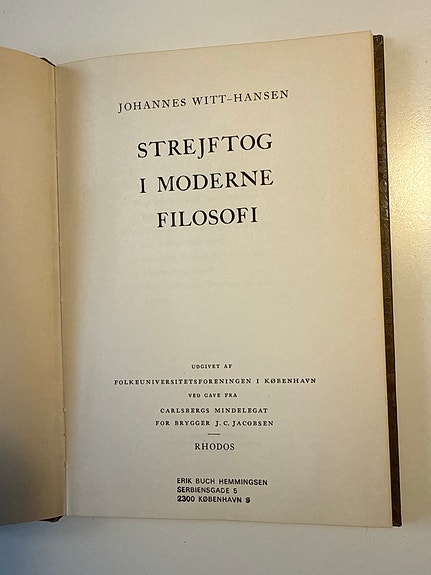 JOHANNES WITT–HANSEN
STREJFTOG
I MODERNE
FILOSOFI
UDGIVET AF
FOLKEUNIVERSITETSFORENINGEN I KØBENHAVN
VED GAVE FRA
CARLSBERGS MINDELEGAT
FOR BRYGGER J. C. JACOBSEN
RHODOS
ERIK BUCH HEMMINGSEN
SERBIENSGADE 5
2300 KØBENHAVN S